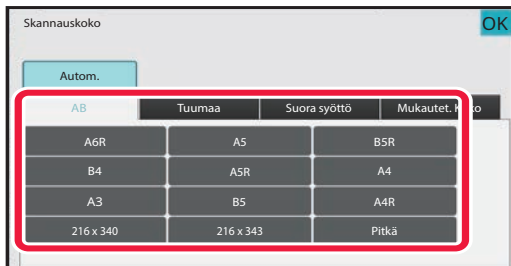 Skannauskoko OK
Autom.
AB Tuumaa Suora syöttö Mukautet.
A6R A5 B5R
B4 A5R A4
A3 B5 A4R
216 x 340 216 x 343 Pitkä